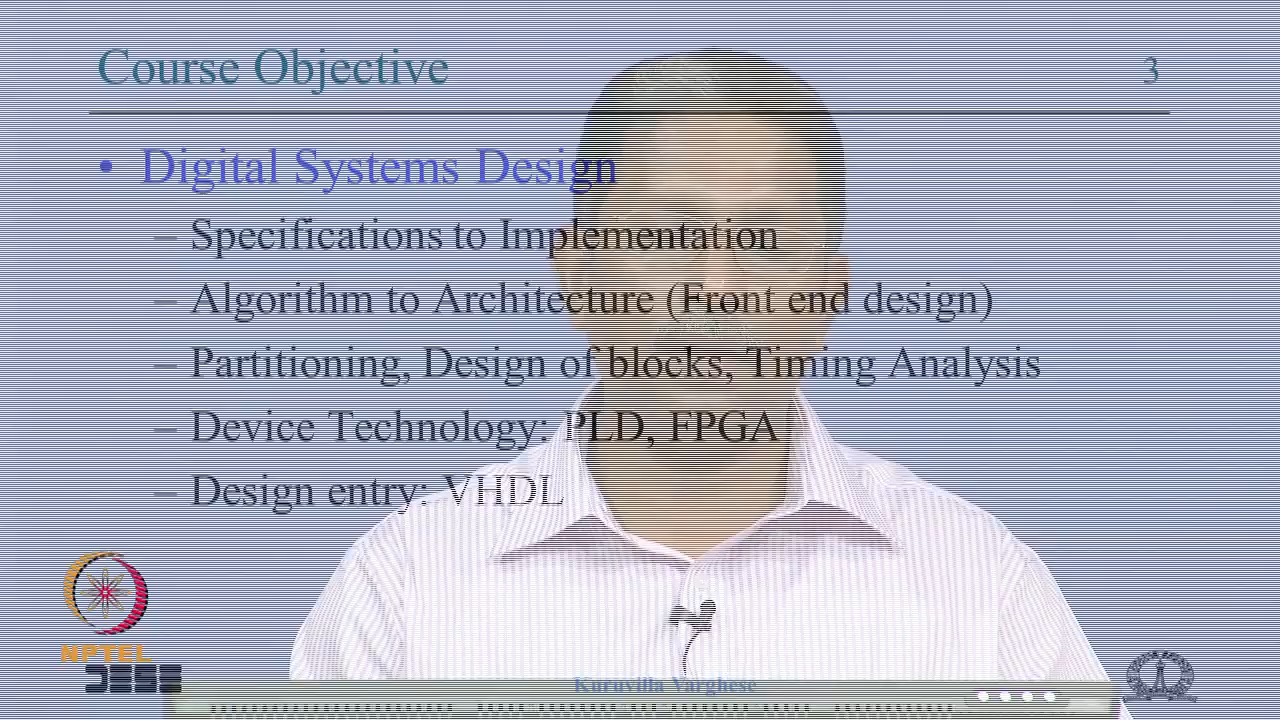 Course Objective
3
• Digital Systems Design
– Specifications to Implementation
– Algorithm to Architecture (Front end design)
– Partitioning, Design of blocks, Timing Analysis
– Device Technology: PLD, FPGA
– Design entry: VHDL
NPTEL
Kuruvilla Varghese